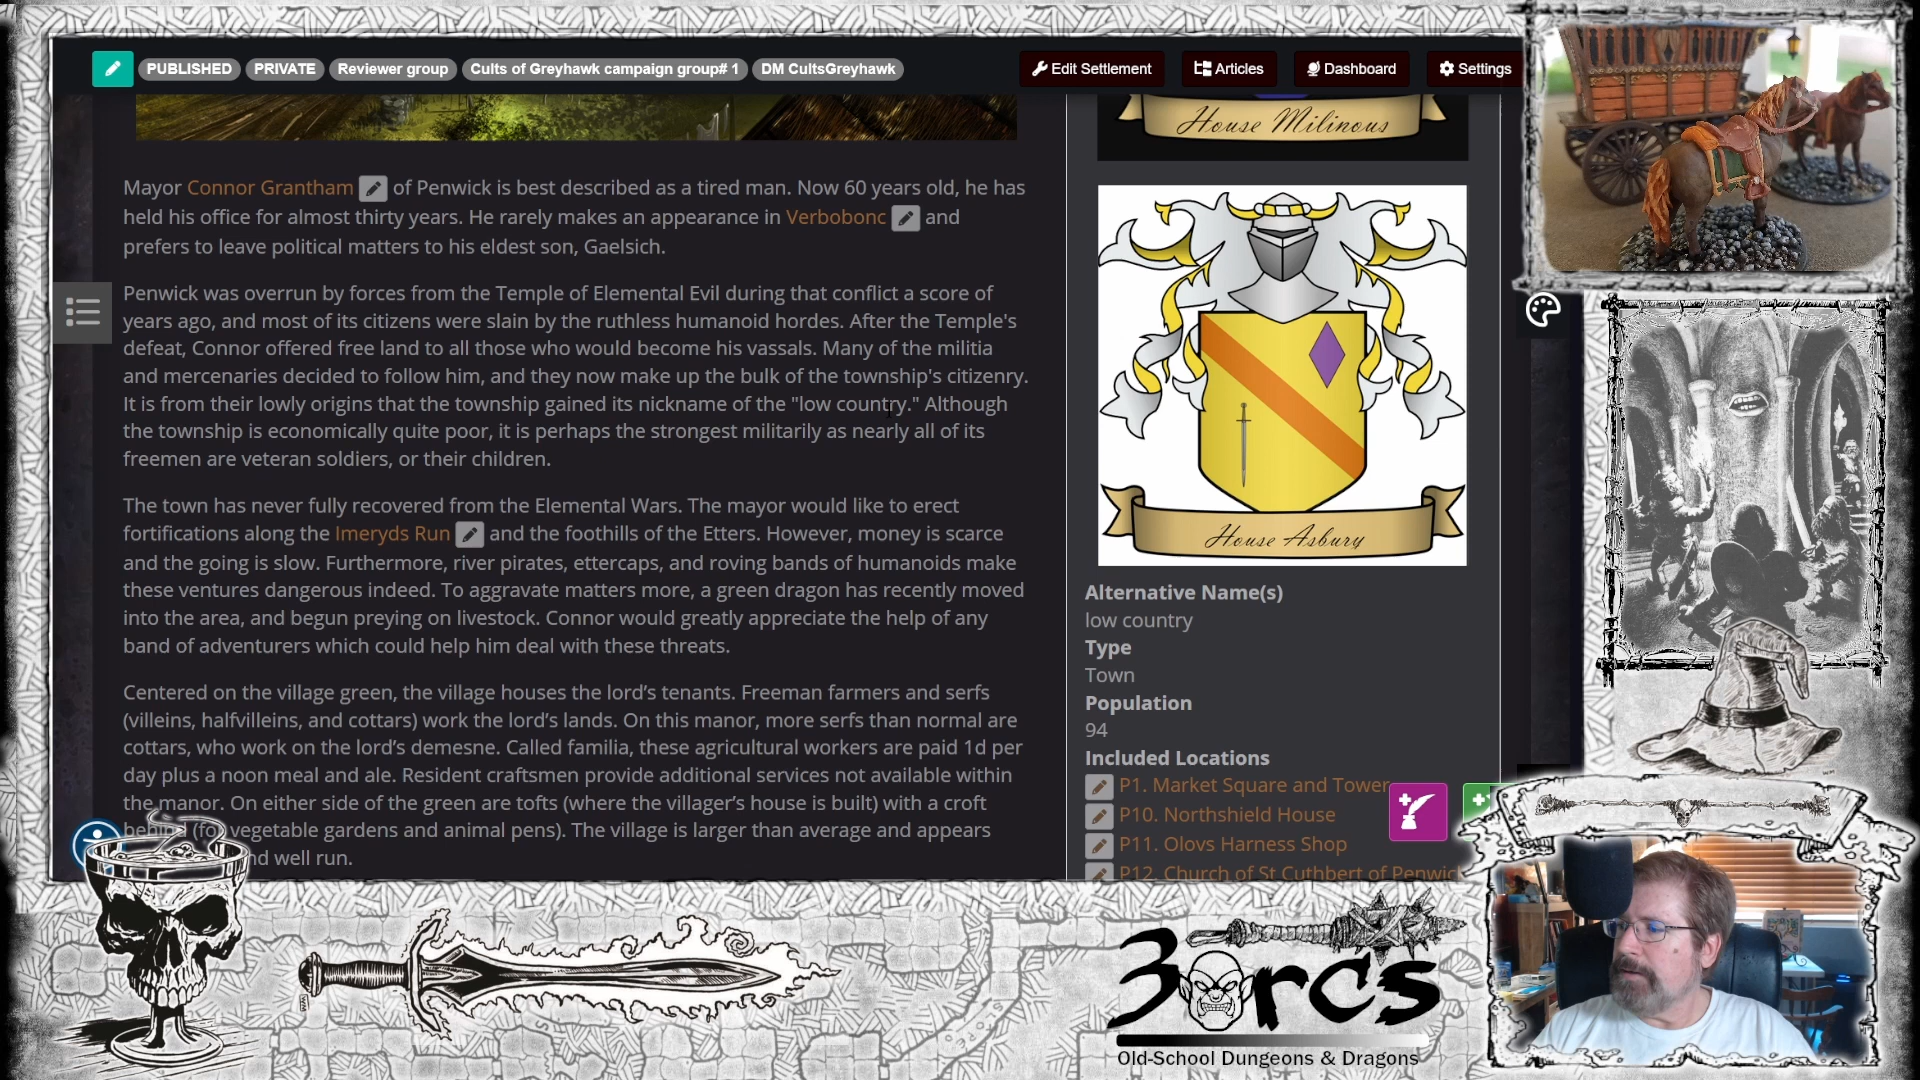 PUBLISHED PRIVATE Reviewer group Cults of Greyhawk campaign group# 1 DM CultsGreyhawk
Edit Settlement Articles Dashboard Settings
Mayor Connor Grantham of Penwick is best described as a tired man. Now 60 years old, he has
held his office for almost thirty years. He rarely makes an appearance in Verbobonc and
prefers to leave political matters to his eldest son, Gaelsich.
Penwick was overrun by forces from the Temple of Elemental Evil during that conflict a score of
years ago, and most of its citizens were slain by the ruthless humanoid hordes. After the Temple's
defeat, Connor offered free land to all those who would become his vassals. Many of the militia
and mercenaries decided to follow him, and they now make up the bulk of the township's citizenry.
It is from their lowly origins that the township gained its nickname of the "low country." Although
the township is economically quite poor, it is perhaps the strongest militarily as nearly all of its
freemen are veteran soldiers, or their children.
The town has never fully recovered from the Elemental Wars. The mayor would like to erect
fortifications along the Imeryds Run and the foothills of the Etters. However, money is scarce
and the going is slow. Furthermore, river pirates, ettercaps, and roving bands of humanoids make
these ventures dangerous indeed. To aggravate matters more, a green dragon has recently moved
into the area, and begun preying on livestock. Connor would greatly appreciate the help of any
band of adventurers which could help him deal with these threats.
Centered on the village green, the village houses the lord's tenants. Freeman farmers and serfs
(villeins, halfvilleins, and cottars) work the lord's lands. On this manor, more serfs than normal are
cottars, who work on the lord's demesne. Called familia, these agricultural workers are paid 1d per
day plus a noon meal and ale. Resident craftsmen provide additional services not available within
the manor. On either side of the green are tofts (where the villager's house is built) with a croft
behind (for vegetable gardens and animal pens). The village is larger than average and appears
nd well run.
House Milinous
House Asbury
Alternative Name(s)
low country
Type
Town
Population
94
Included Locations
P1. Market Square and Tower
P10. Northshield House
P11. Olovs Harness Shop
P12. Church of St Cuthbert of Penwick
3 orcs
Old-School Dungeons & Dragons